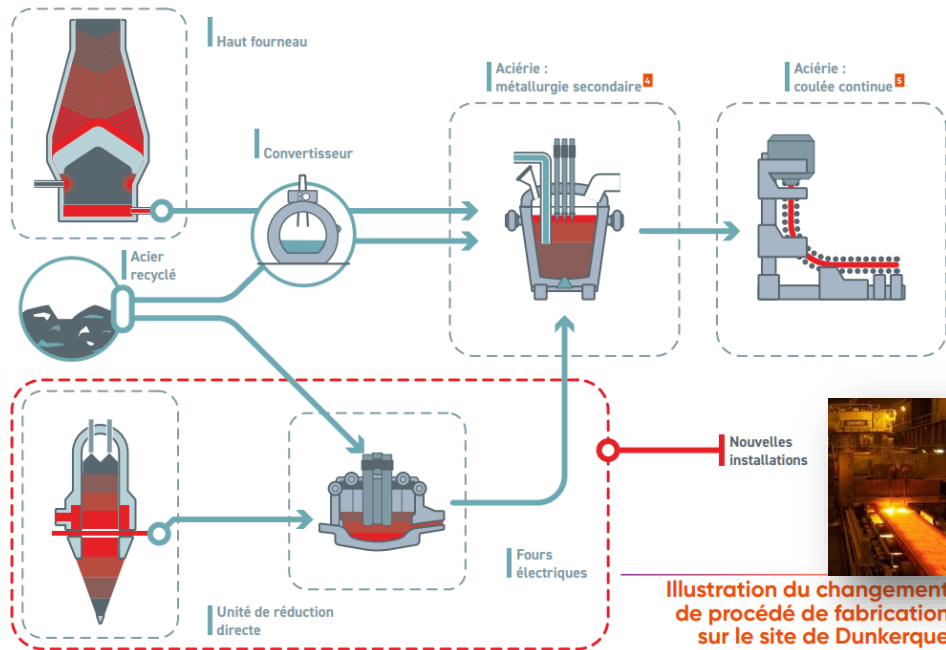 Haut fourneau
Aciérie :
métallurgie secondaire 4
Aciérie :
coulée continue 5
Convertisseur
Acier
recyclé
Nouvelles
installations
Fours
électriques
Unité de réduction
directe
Illustration du changement
de procédé de fabrication
sur le site de Dunkerque